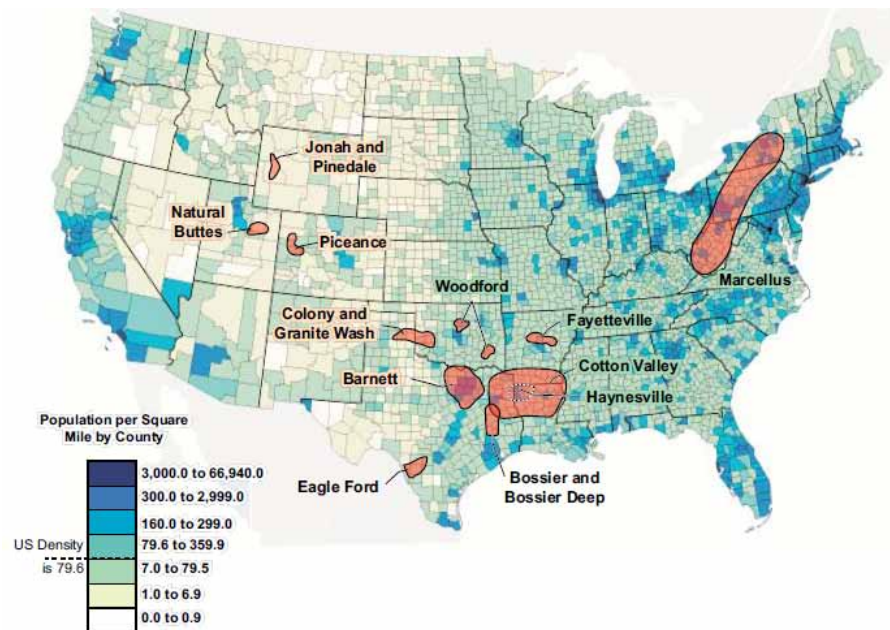 Jonah and
Pinedale
Natural
Buttes
Piceance
Marcellus
Woodford
Colony and
Granite Wash
Fayetteville
Cotton Valley
Barnett
Haynesville
Population per Square
Mile by County
Eagle Ford
Bossier and
Bossier Deep
3,000.0 to 66,940.0
300.0 to 2,999.0
160.0 to 299.0
US Density
79.6 to 359.9
is 79.6
7.0 to 79.5
1.0 to 6.9
0.0 to 0.9